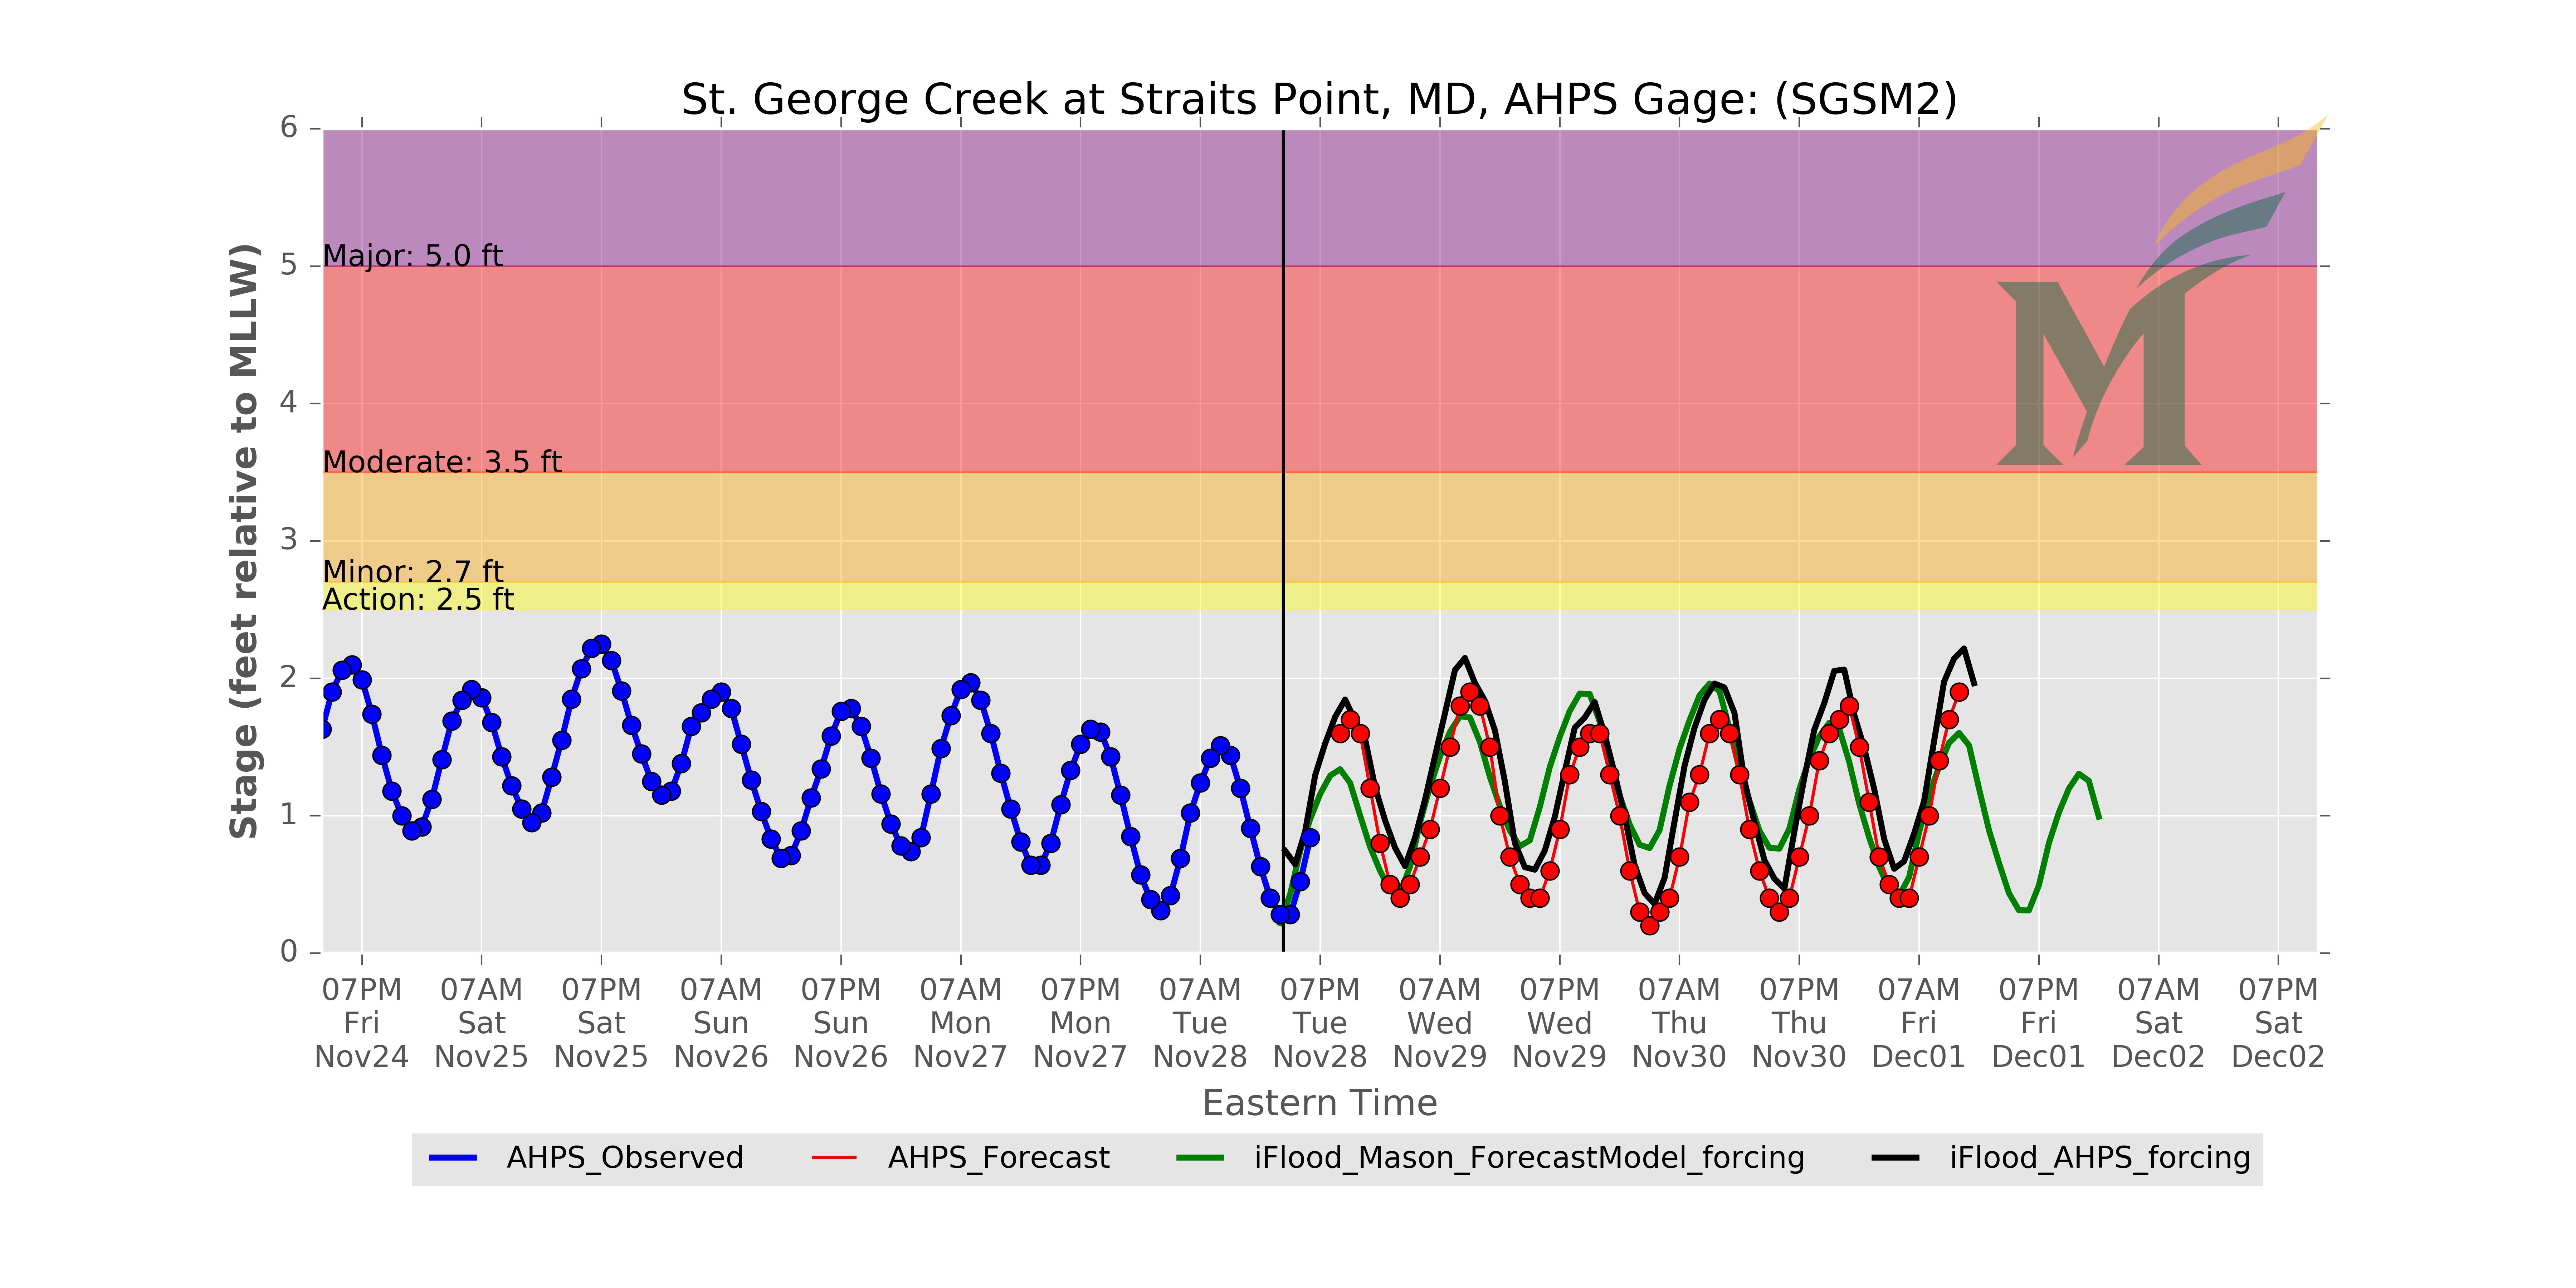 St. George Creek at Straits Point, MD, AHPS Gage: (SGSM2)
Stage (feet relative to MLLW)
6
5
4
3
2
1
0
Major: 5.0 ft
Moderate: 3.5 ft
Minor: 2.7 ft
Action: 2.5 ft
M
07PM 07AM 07PM 07AM 07PM 07AM 07PM 07AM 07PM 07AM 07PM 07AM 07PM 07AM 07PM 07AM 07PM
Fri Sat Sat Sun Sun Mon Mon Tue Tue Wed Wed Thu Thu Fri Fri Sat Sat
Nov24 Nov25 Nov25 Nov26 Nov26 Nov27 Nov27 Nov28 Nov28 Nov29 Nov29 Nov30 Nov30 Dec01 Dec01 Dec02 Dec02
Eastern Time
AHPS_Observed AHPS_Forecast iFlood_Mason_ForecastModel_forcing iFlood_AHPS_forcing